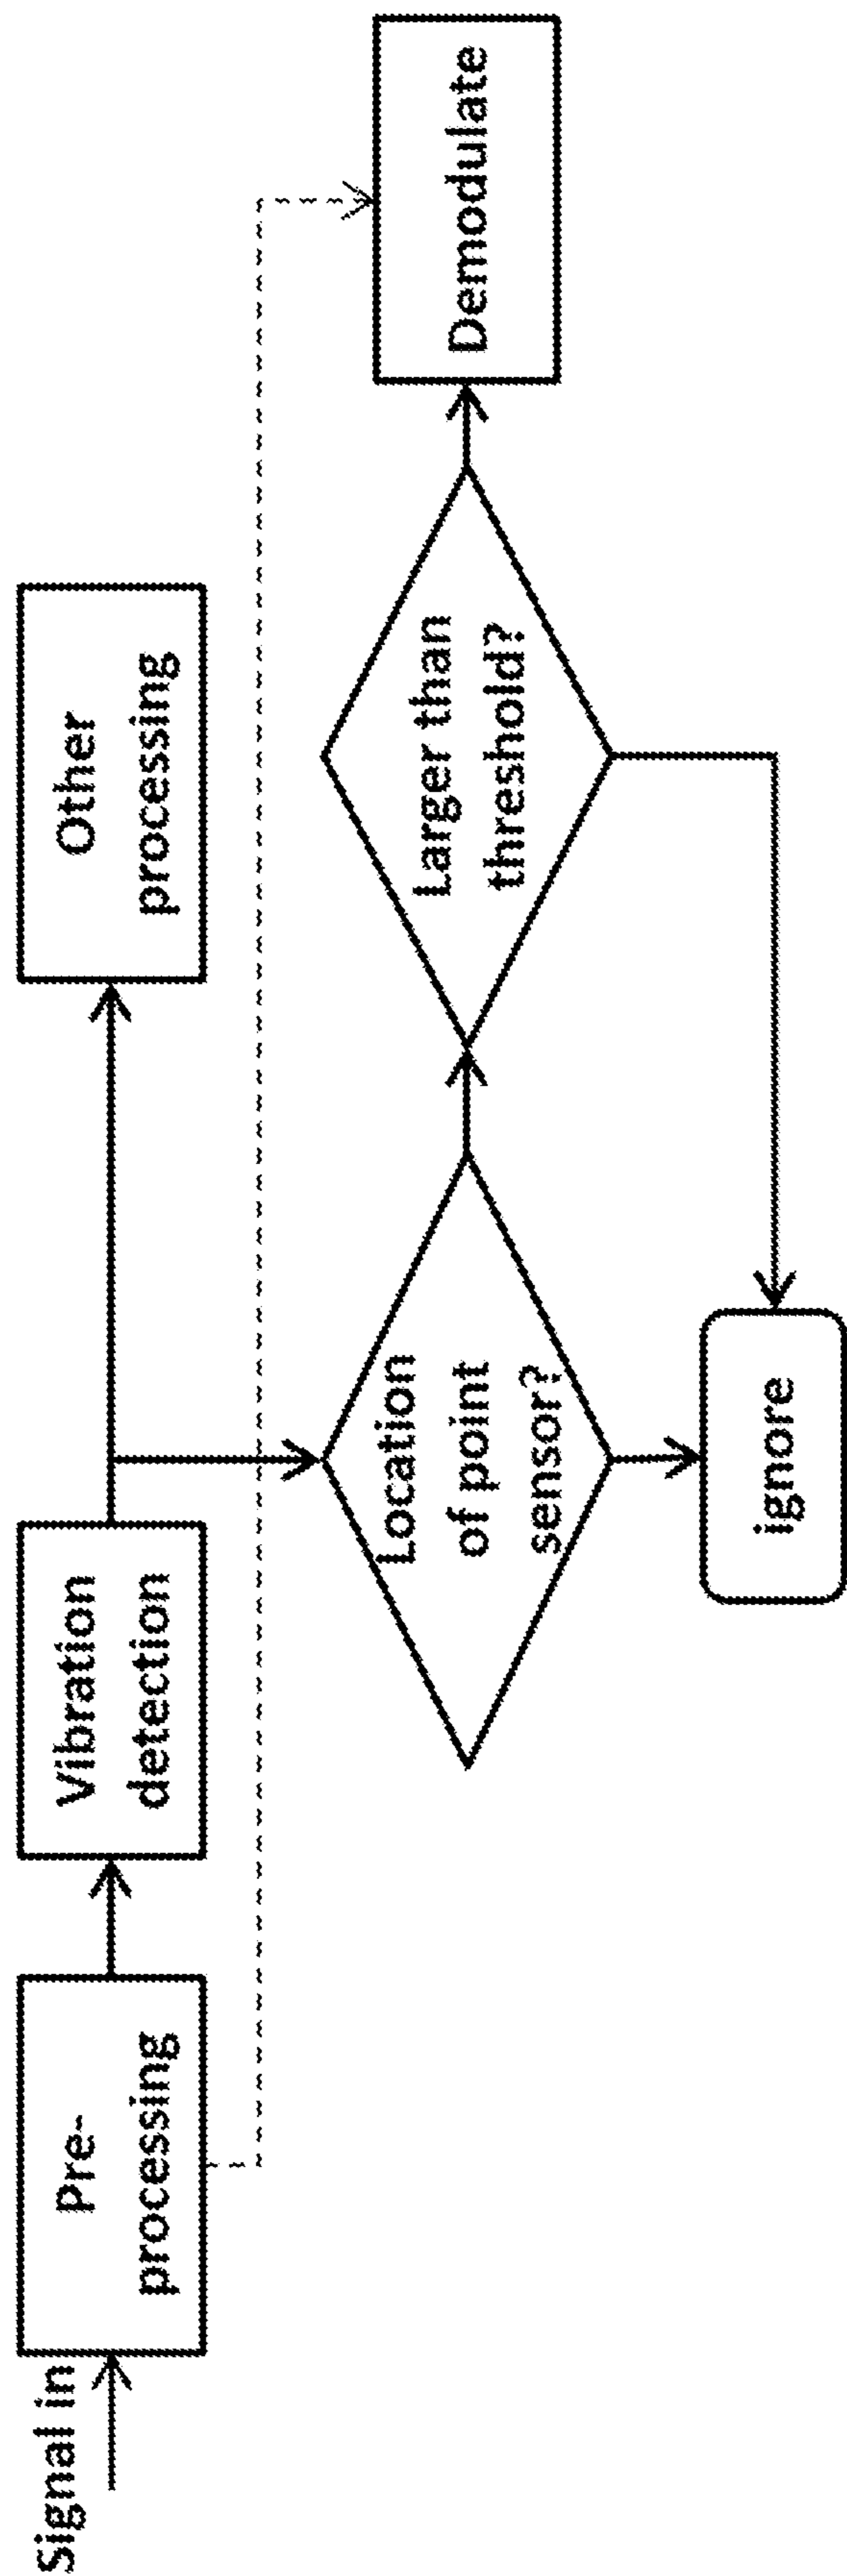 Signal in
Pre-
processing
Vibration
detection
Other
processing
Location
of point
sensor?
Larger than
threshold?
Demodulate
ignore